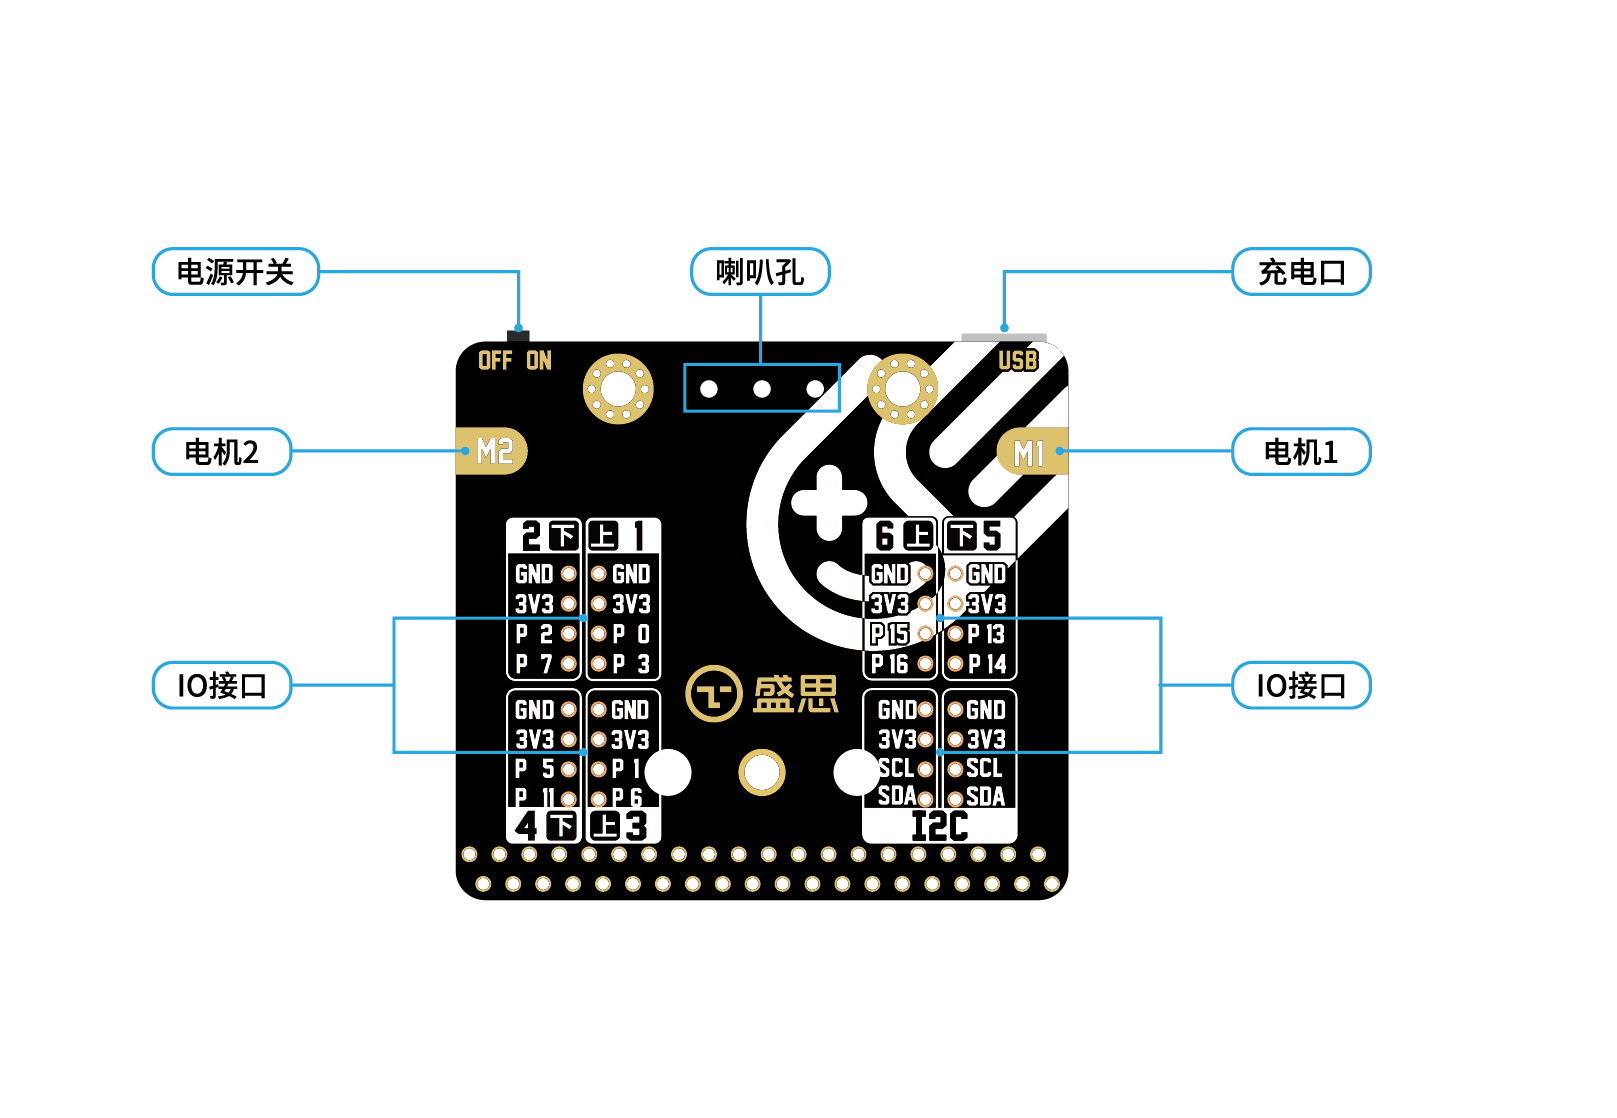 电源开关
喇叭孔
充电口
OFF ON
USB
电机2
M2
M1
电机1
2 下 上 1
6 上 下 5
GND GND
GND GND
3V3 3V3
3V3 3V3
P 2 P 0
P15 P 13
P 7 P 3
P 16 P 14
IO接口
盛思
IO接口
GND GND
GND GND
3V3 3V3
3V3 3V3
P 5 P 1
SCL SCL
P 11 P 6
SDA SDA
4 下 上 3
I2C